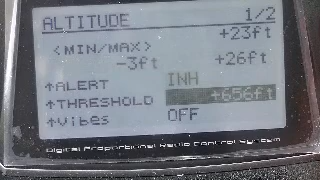 ALTITUDE 1/2
+23ft
<MIN/MAX>
-3ft +26ft
↑ALERT INH
↑THRESHOLD +656ft
↑Vibes OFF
Digital Proportional Radio Control System